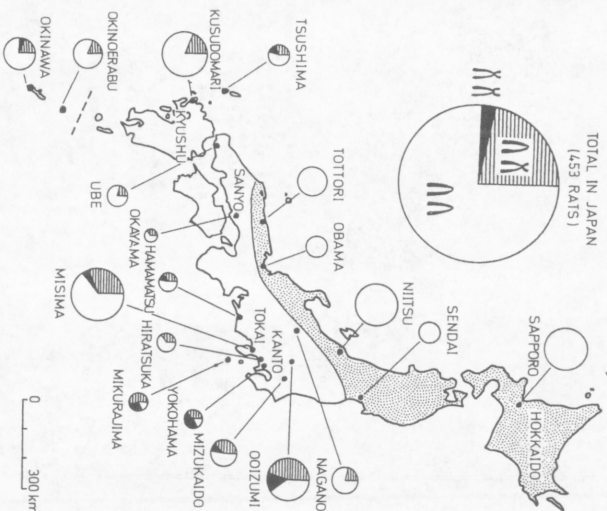 TOTAL IN JAPAN
(453 RATS)
SAPPORO
HOKKAIDO
SENDAI
NIITSU
OBAMA
TOTTORI
TSUSHIMA
KUSUDOMARI
OKINOERABU
OKINAWA
KYUSHU
SANYO
UBE
OKAYAMA
HAMAMATSU
MISIMA
TOKAI
HIRATSUKA
KANTO
MIKURAJIMA
YOKOHAMA
MIZUKAIDO
OOIZUMI
NAGANO
0 300 km